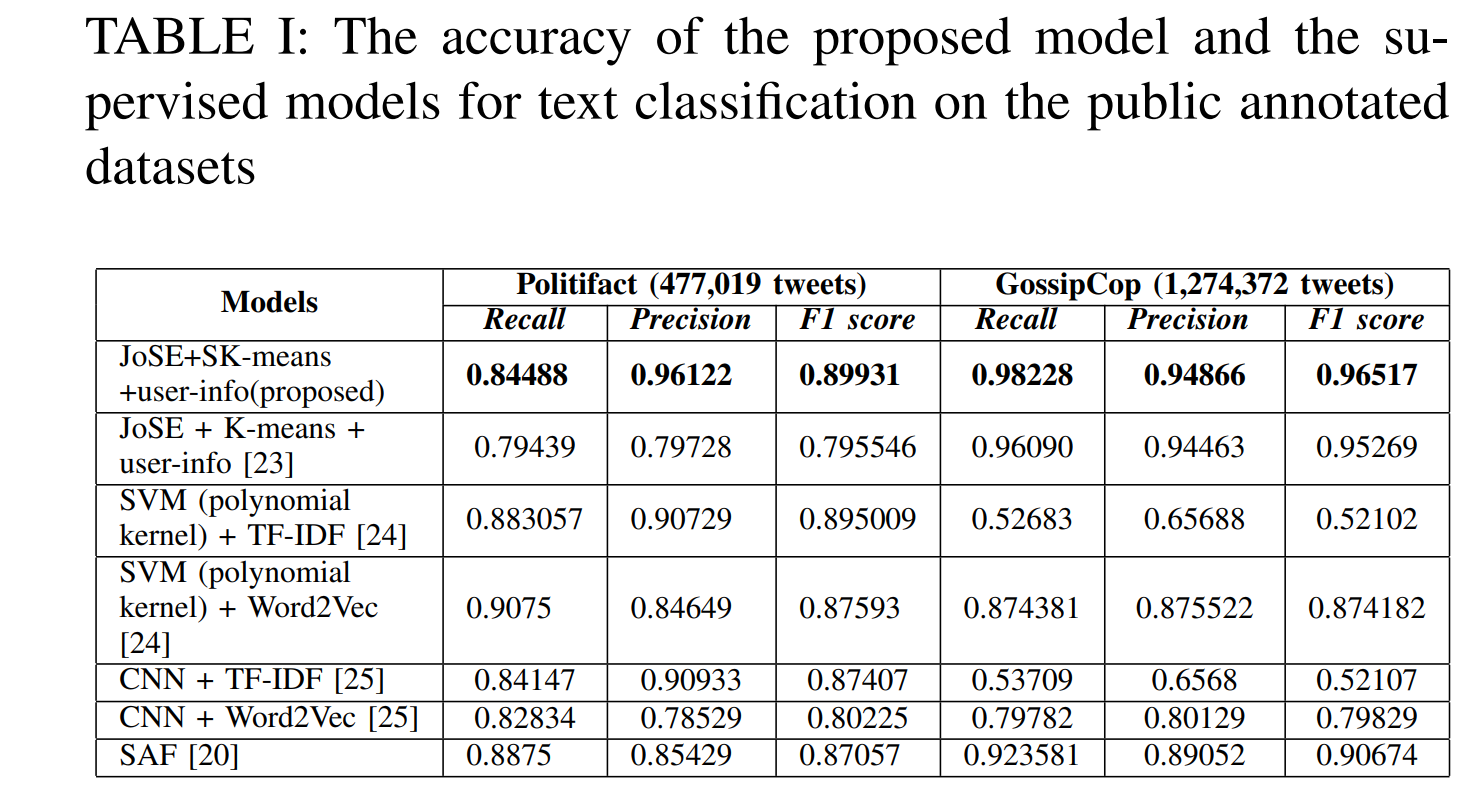 TABLE I: The accuracy of the proposed model and the su-
pervised models for text classification on the public annotated
datasets
Models Politifact (477,019 tweets) GossipCop (1,274,372 tweets)
Recall Precision F1 score Recall Precision F1 score
JoSE+SK-means
+user-info(proposed) 0.84488 0.96122 0.89931 0.98228 0.94866 0.96517
JoSE + K-means +
user-info [23] 0.79439 0.79728 0.795546 0.96090 0.94463 0.95269
SVM (polynomial
kernel) + TF-IDF [24] 0.883057 0.90729 0.895009 0.52683 0.65688 0.52102
SVM (polynomial
kernel) + Word2Vec 0.9075 0.84649 0.87593 0.874381 0.875522 0.874182
[24]
CNN + TF-IDF [25] 0.84147 0.90933 0.87407 0.53709 0.6568 0.52107
CNN + Word2Vec [25] 0.82834 0.78529 0.80225 0.79782 0.80129 0.79829
SAF [20] 0.8875 0.85429 0.87057 0.923581 0.89052 0.90674